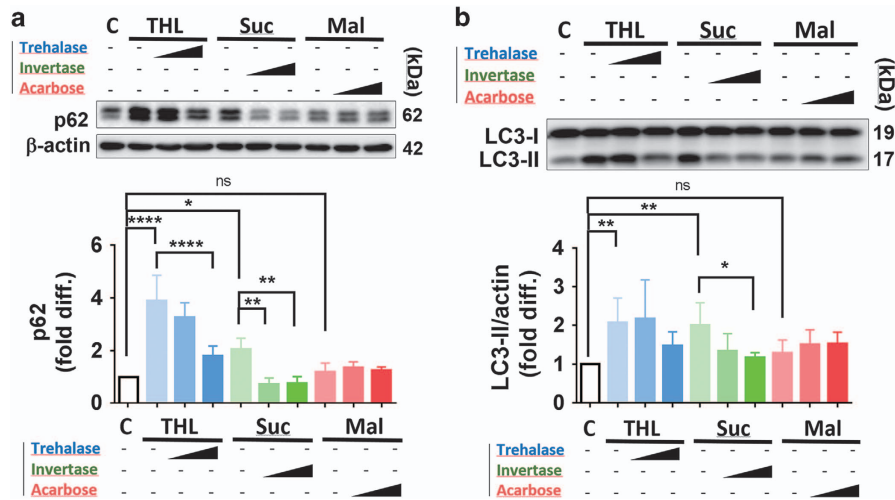 a
C THL Suc Mal
Trehalase - - - - - - - -
Invertase - - - - - - - -
Acarbose - - - - - - - -
(kDa)
p62 62
β-actin 42
ns
*
**** ****
**
**
p62
(fold diff.)
6
4
2
0
C THL Suc Mal
Trehalase - - - - - - - -
Invertase - - - - - - - -
Acarbose - - - - - - - -
b
C THL Suc Mal
Trehalase - - - - - - - -
Invertase - - - - - - - -
Acarbose - - - - - - - -
(kDa)
LC3-I 19
LC3-II 17
ns
**
**
*
LC3-II/actin
(fold diff.)
4
3
2
1
0
C THL Suc Mal
Trehalase - - - - - - - -
Invertase - - - - - - - -
Acarbose - - - - - - - -